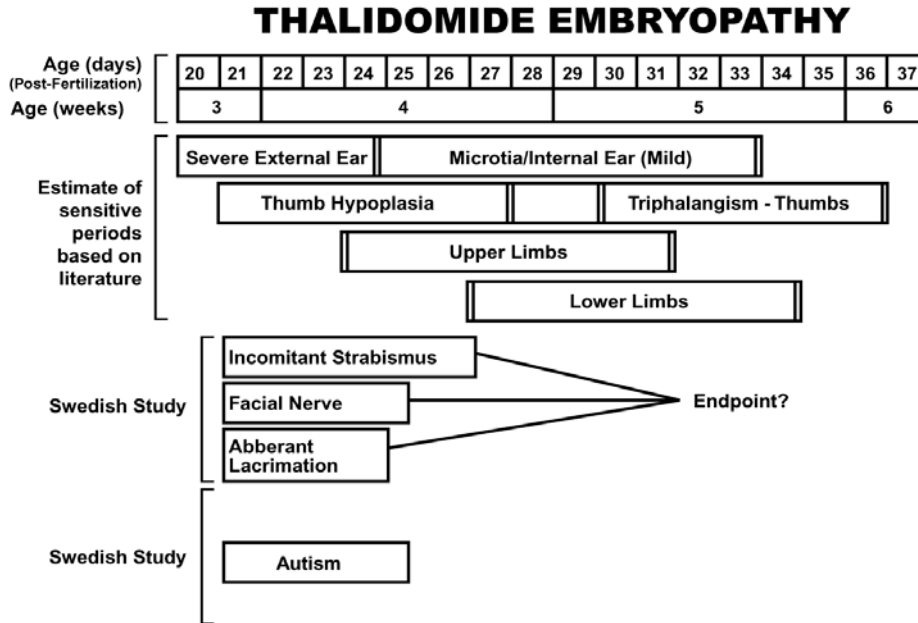 THALIDOMIDE EMBRYOPATHY
Age (days)
(Post-Fertilization)
20 21 22 23 24 25 26 27 28 29 30 31 32 33 34 35 36 37
Age (weeks)
3 4 5 6
Estimate of
sensitive
periods
based on
literature
Severe External Ear
Microtia/Internal Ear (Mild)
Thumb Hypoplasia
Triphalangism - Thumbs
Upper Limbs
Lower Limbs
Swedish Study
Incomitant Strabismus
Facial Nerve
Abberant
Lacrimation
Endpoint?
Swedish Study
Autism